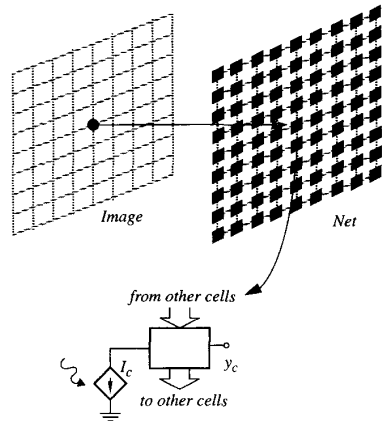 Image
Net
from other cells
I_c
y_c
to other cells